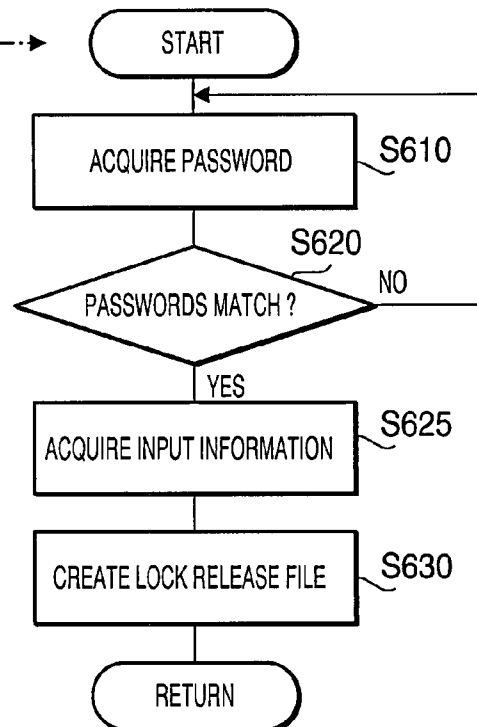 START
ACQUIRE PASSWORD
S610
S620
PASSWORDS MATCH ?
NO
YES
ACQUIRE INPUT INFORMATION
S625
CREATE LOCK RELEASE FILE
S630
RETURN